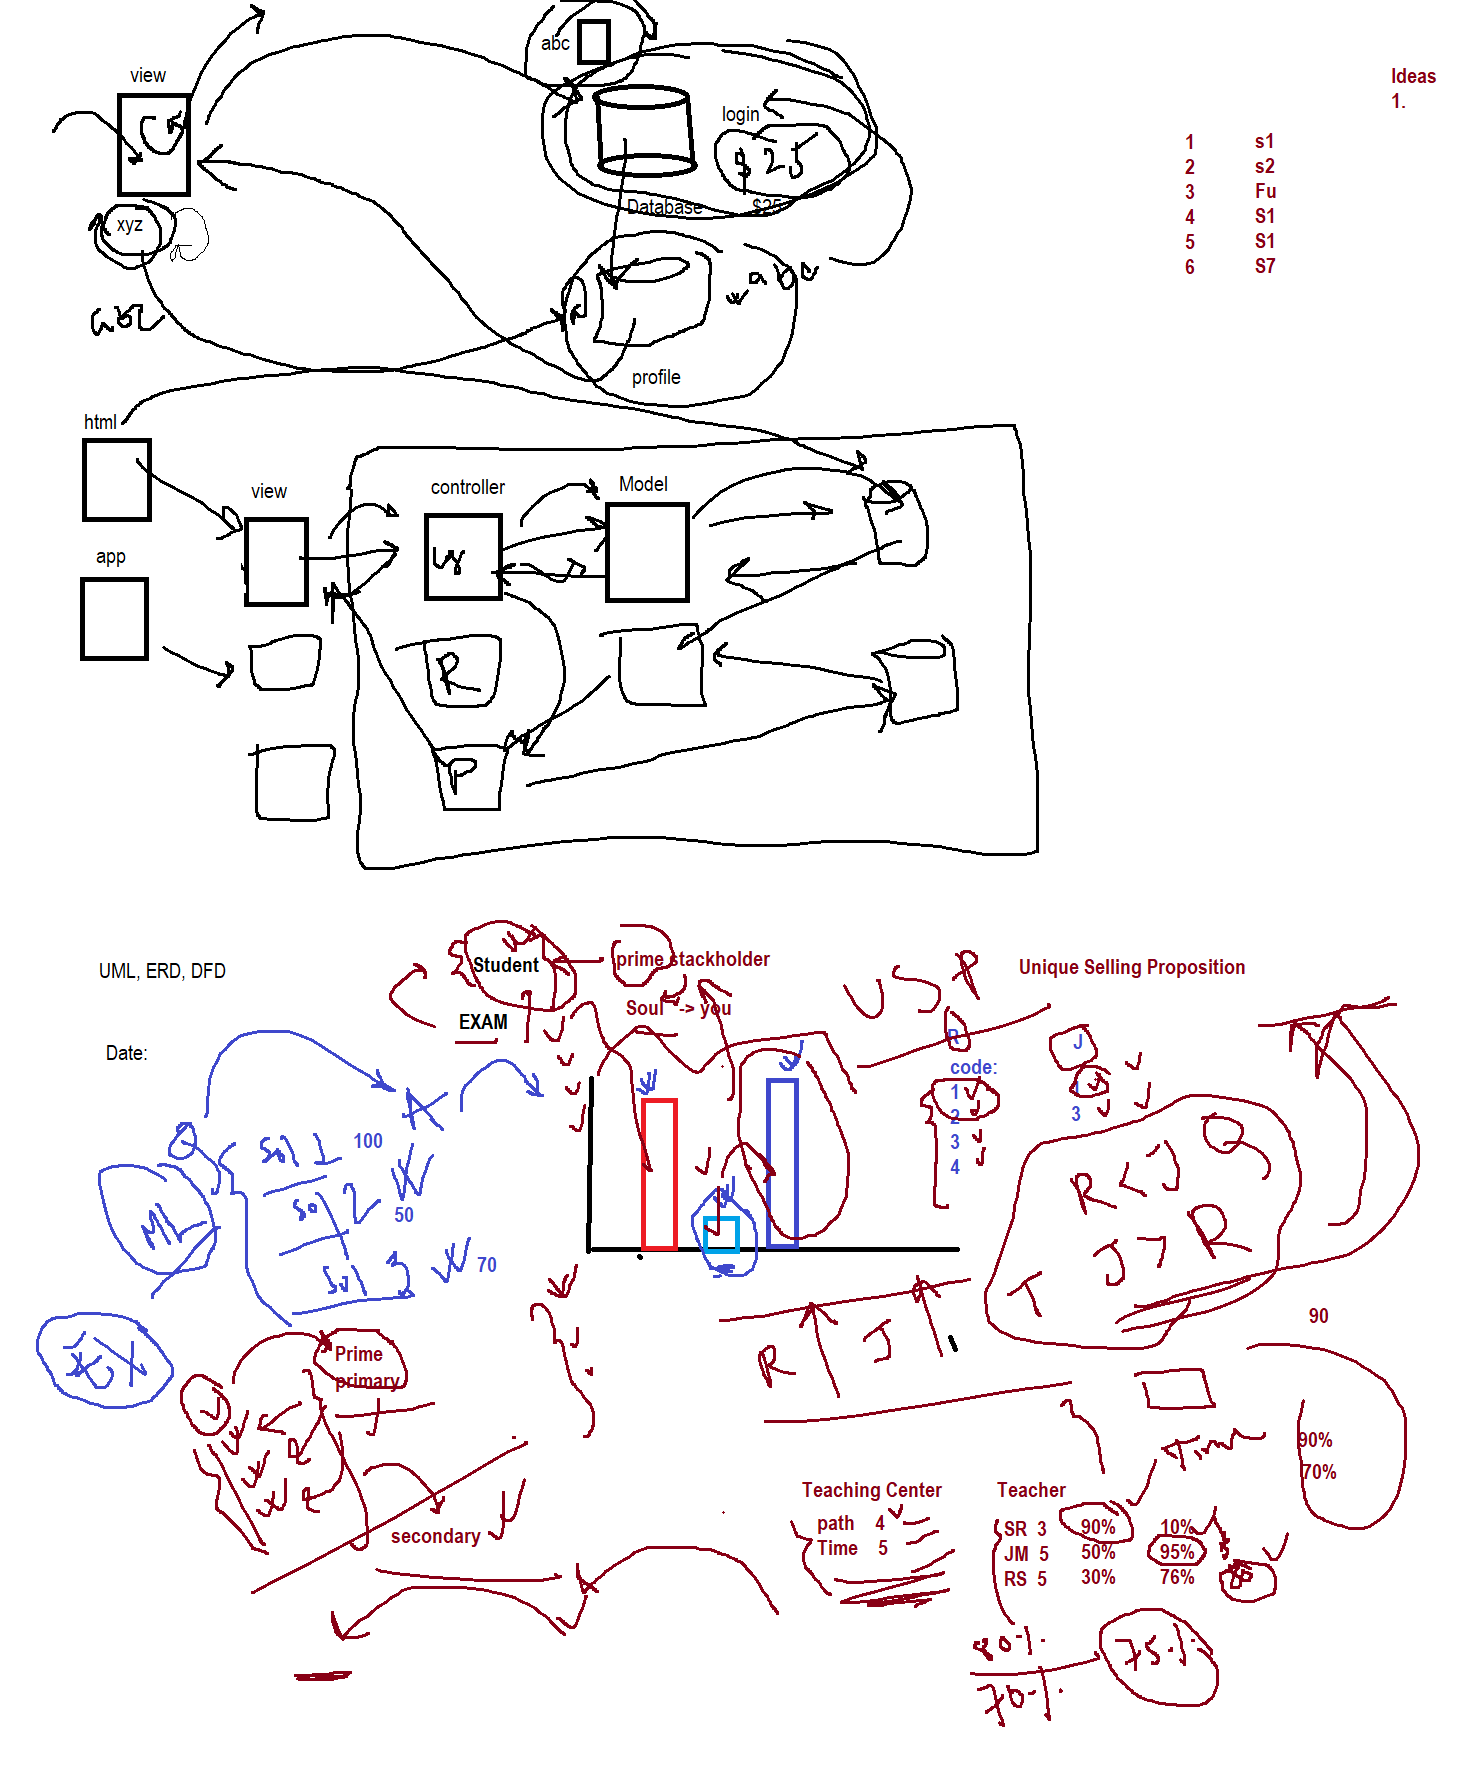 abc
view
login
$25
Database
$25
xyz
abc
abc
profile
Ideas
1.
1 s1
2 s2
3 Fu
4 S1
5 S1
6 S7
html
view
controller
Model
app
R
P
UML, ERD, DFD
Date:
Student
prime stackholder
Soul --> you
EXAM
USP
Unique Selling Proposition
R
J
code:
1
2
3
4
1
3
A
Sol 1 100
Sol 2 50
Sol 3 70
ML
EX
R < J
J > R
R
J
90
Prime
primary
secondary
Time
90%
70%
Teaching Center
path 4
Time 5
Teacher
SR 3 90% 10%
JM 5 50% 95%
RS 5 30% 76%
80%
70%
75%